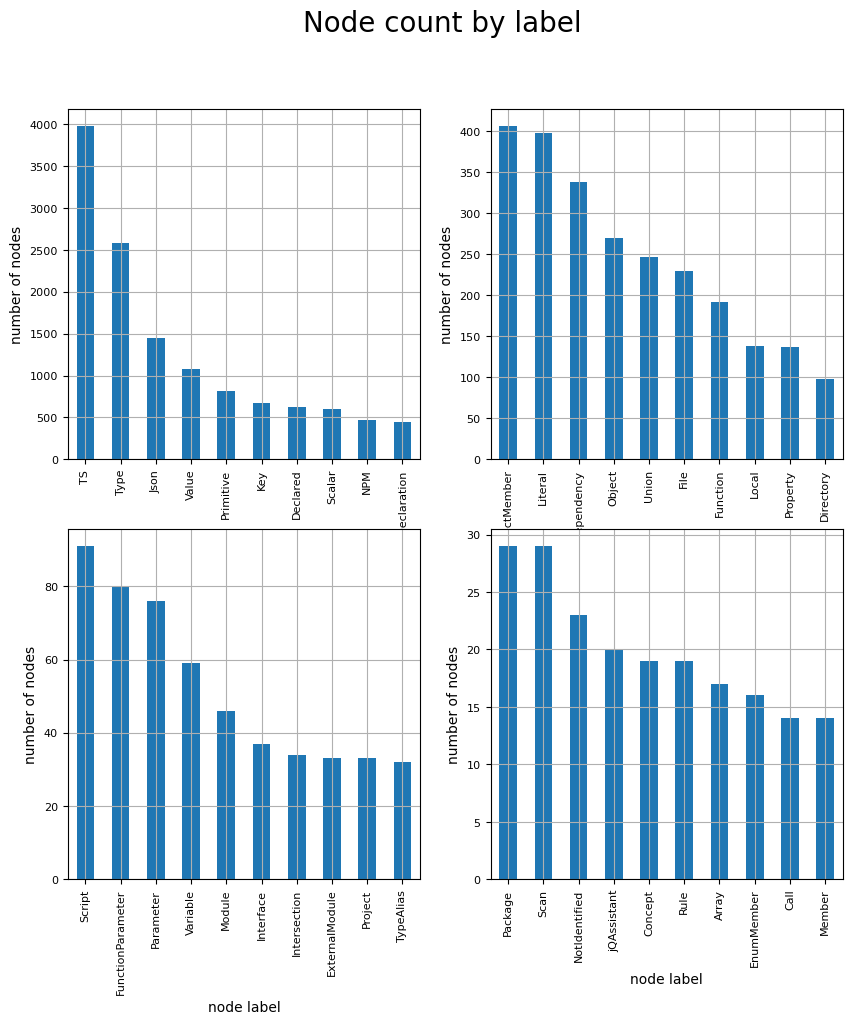 Node count by label
number of nodes
4000
3500
3000
2500
2000
1500
1000
500
0
TS
Type
Json
Value
Primitive
Key
Declared
Scalar
NPM
eclaration
number of nodes
400
350
300
250
200
150
100
50
0
ctMember
Literal
ependency
Object
Union
File
Function
Local
Property
Directory
number of nodes
80
60
40
20
0
Script
FunctionParameter
Parameter
Variable
Module
Interface
Intersection
ExternalModule
Project
TypeAlias
node label
number of nodes
30
25
20
15
10
5
0
Package
Scan
NotIdentified
jQAssistant
Concept
Rule
Array
EnumMember
Call
Member
node label